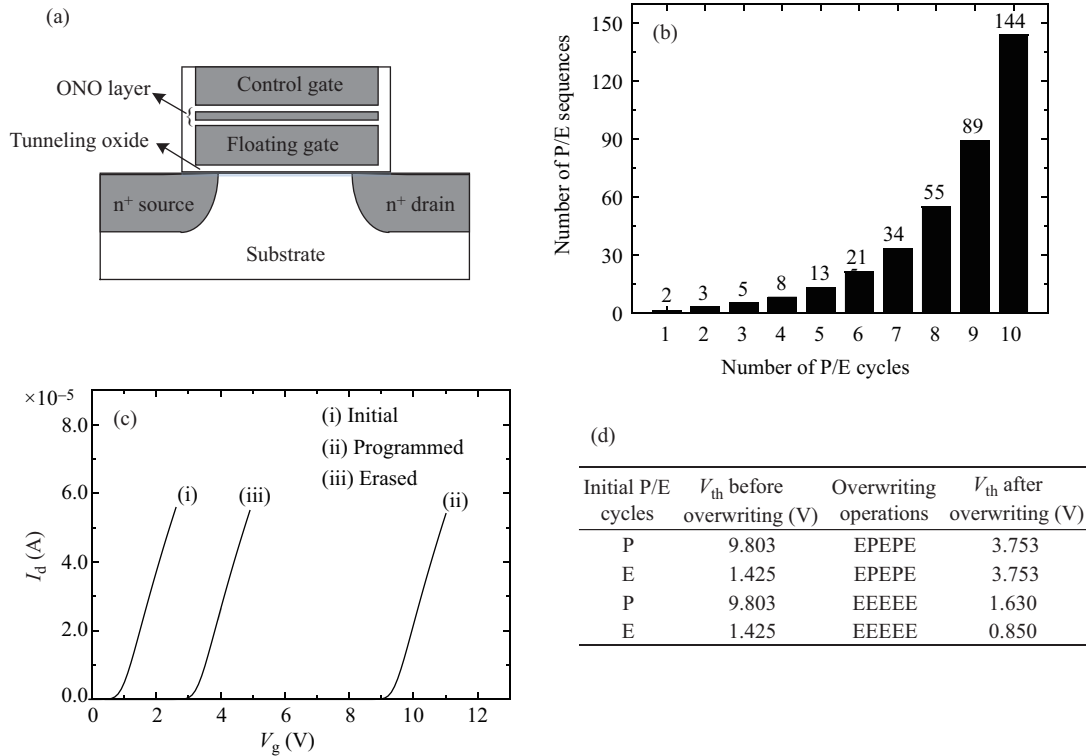 (a)
ONO layer
Control gate
Tunneling oxide
Floating gate
n⁺ source
n⁺ drain
Substrate
(b)
Number of P/E sequences
150
120
90
60
30
0
2
3
5
8
13
21
34
55
89
144
1 2 3 4 5 6 7 8 9 10
Number of P/E cycles
(c)
×10⁻⁵
8.0
6.0
4.0
2.0
0.0
I_d (A)
(i) Initial
(ii) Programmed
(iii) Erased
(i)
(iii)
(ii)
0 2 4 6 8 10 12
V_g (V)
(d)
Initial P/E cycles | V_th before overwriting (V) | Overwriting operations | V_th after overwriting (V)
P 9.803 EPEPE 3.753
E 1.425 EPEPE 3.753
P 9.803 EEEEE 1.630
E 1.425 EEEEE 0.850